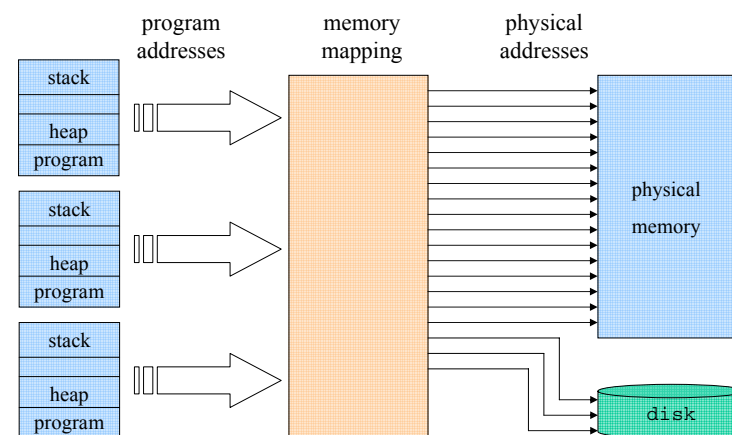 program
addresses
memory
mapping
physical
addresses
stack
heap
program
stack
heap
program
stack
heap
program
physical
memory
disk